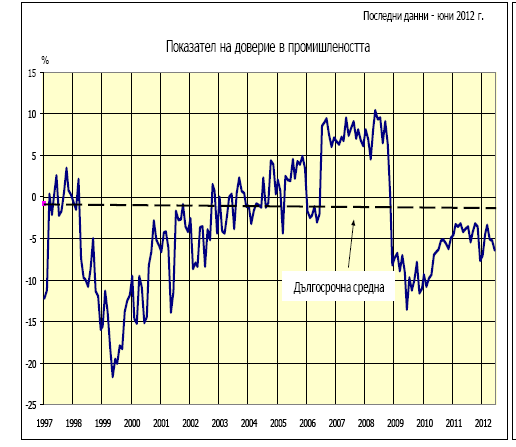 Последни данни - юни 2012 г.
Показател на доверие в промишлеността
%
15
10
5
0
-5
-10
-15
-20
-25
Дългосрочна средна
1997 1998 1999 2000 2001 2002 2003 2004 2005 2006 2007 2008 2009 2010 2011 2012